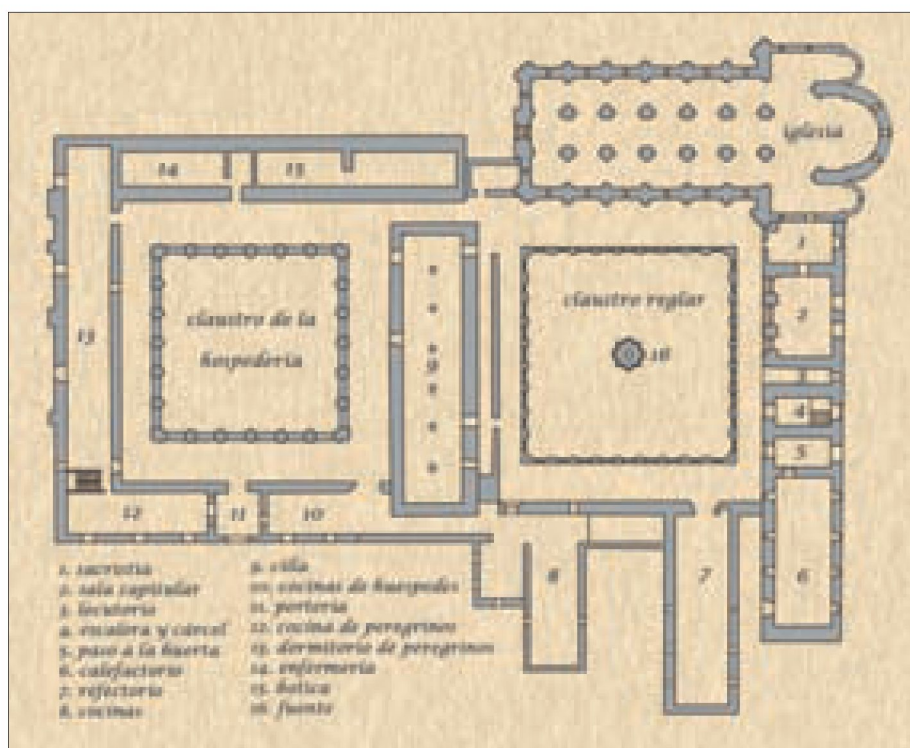 iglesia
14
15
1
claustro reglar
2
claustro de la
hospedería
13
9
16
4
5
12
11
10
8
7
6
1. sacristía
2. sala capitular
3. locutorio
4. escalera y cárcel
5. paso a la huerta
6. calefactorio
7. refectorio
8. cocinas
9. cilla
10. cocinas de huéspedes
11. portería
12. cocina de peregrinos
13. dormitorio de peregrinos
14. enfermería
15. botica
16. fuente